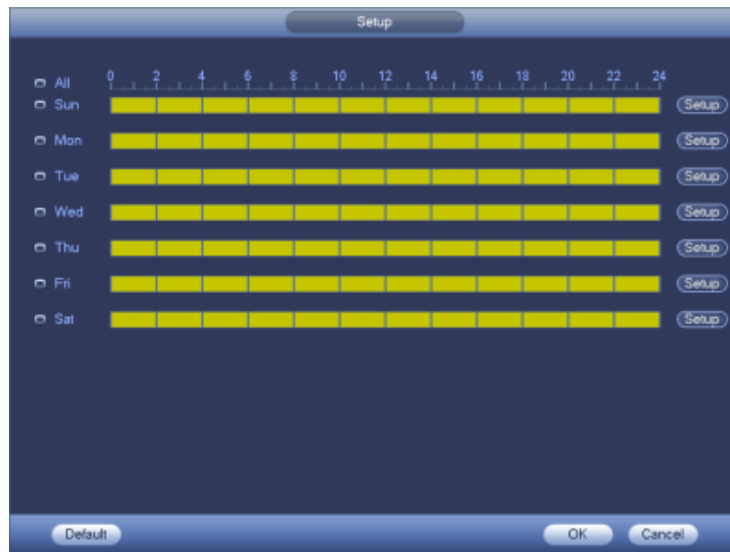 Setup
All 0 2 4 6 8 10 12 14 16 18 20 22 24
Sun Setup
Mon Setup
Tue Setup
Wed Setup
Thu Setup
Fri Setup
Sat Setup
Default OK Cancel